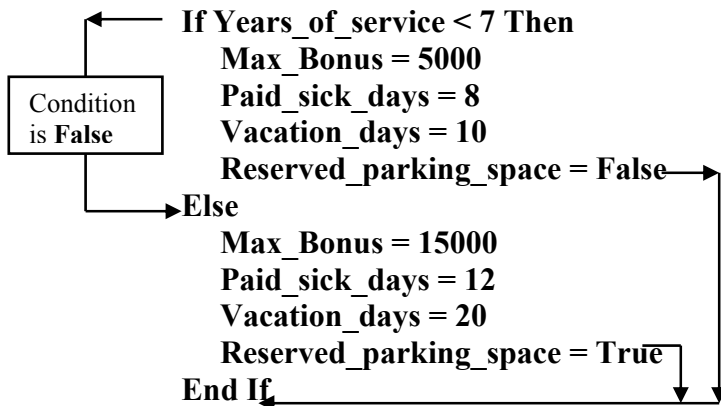 If Years_of_service < 7 Then
Max_Bonus = 5000
Paid_sick_days = 8
Vacation_days = 10
Reserved_parking_space = False
Condition
is False
Else
Max_Bonus = 15000
Paid_sick_days = 12
Vacation_days = 20
Reserved_parking_space = True
End If